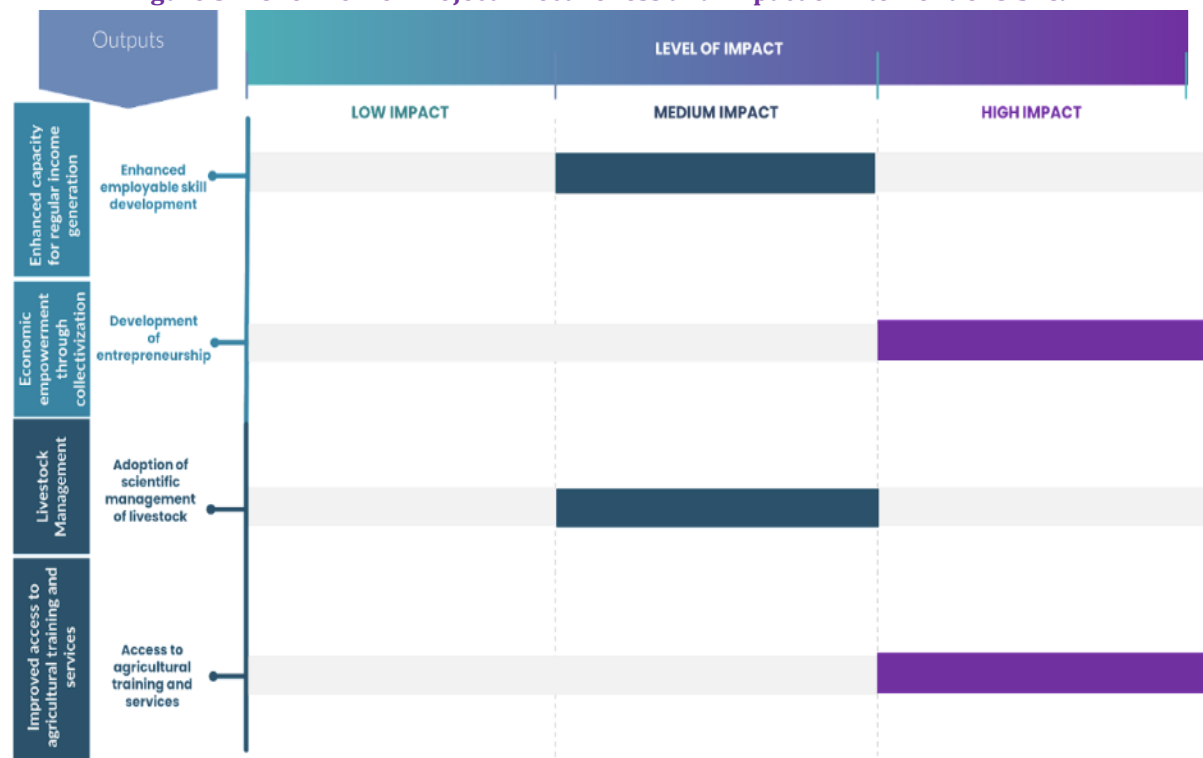 Outputs
LEVEL OF IMPACT
LOW IMPACT
MEDIUM IMPACT
HIGH IMPACT
Enhanced capacity
for regular income
generation
Enhanced
employable skill
development
Economic
empowerment
through
collectivization
Development
of
entrepreneurship
Livestock
Management
Adoption of
scientific
management
of livestock
Improved access to
agricultural training and
services
Access to
agricultural
training and
services